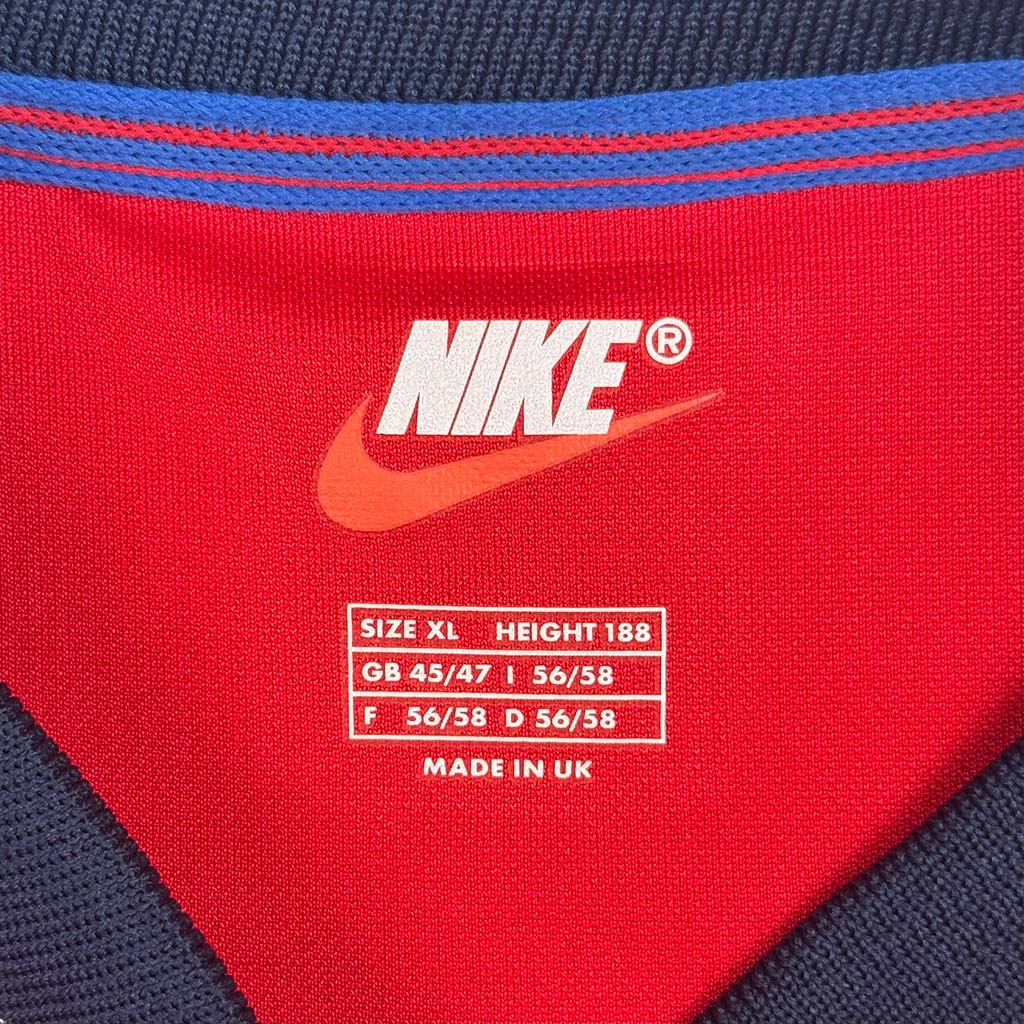 NIKE®
SIZE XL HEIGHT 188
GB 45/47 I 56/58
F 56/58 D 56/58
MADE IN UK